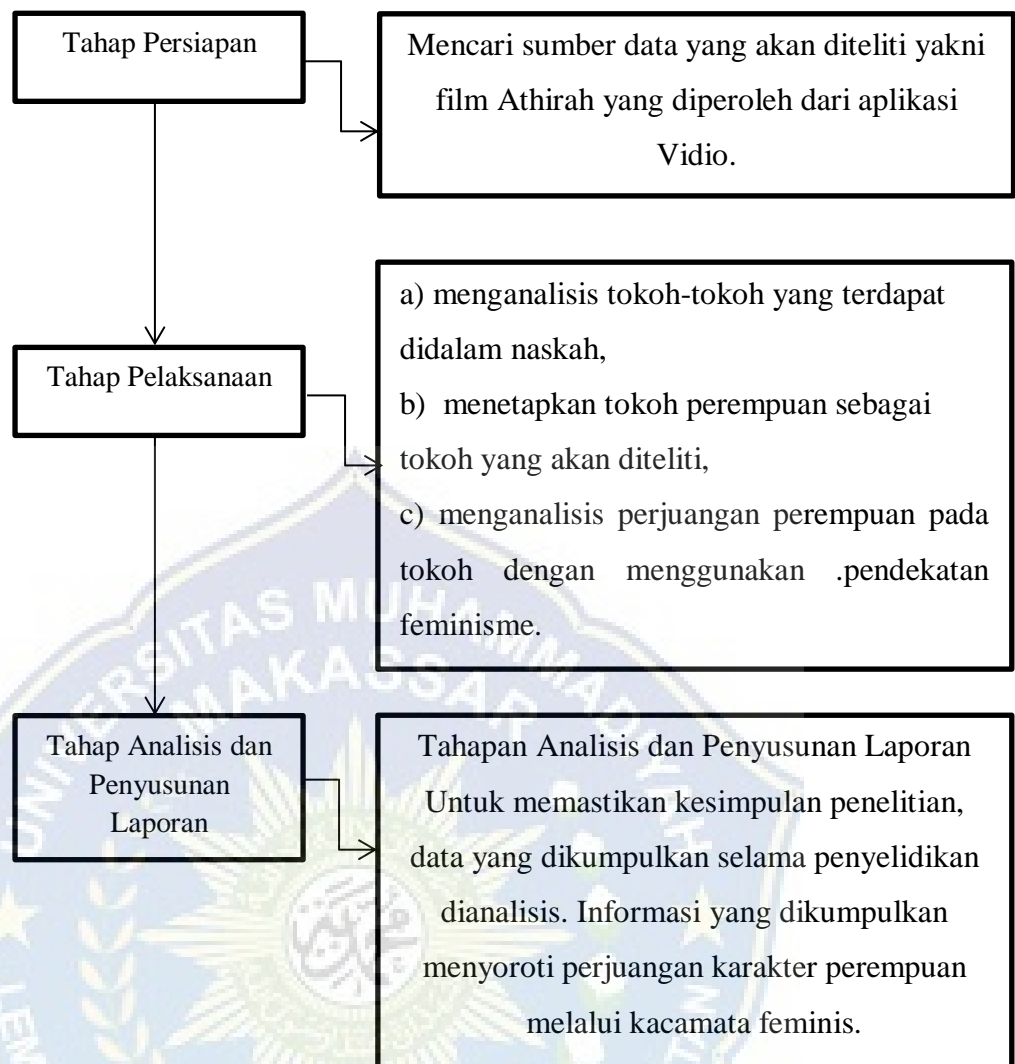 Tahap Persiapan
Mencari sumber data yang akan diteliti yakni
film Athirah yang diperoleh dari aplikasi
Vidio.
Tahap Pelaksanaan
a) menganalisis tokoh-tokoh yang terdapat
didalam naskah,
b) menetapkan tokoh perempuan sebagai
tokoh yang akan diteliti,
c) menganalisis perjuangan perempuan pada
tokoh dengan menggunakan .pendekatan
feminisme.
Tahap Analisis dan
Penyusunan
Laporan
Tahapan Analisis dan Penyusunan Laporan
Untuk memastikan kesimpulan penelitian,
data yang dikumpulkan selama penyelidikan
dianalisis. Informasi yang dikumpulkan
menyoroti perjuangan karakter perempuan
melalui kacamata feminis.
UNIVERSITAS MUHAMMADIYAH
MAKASSAR